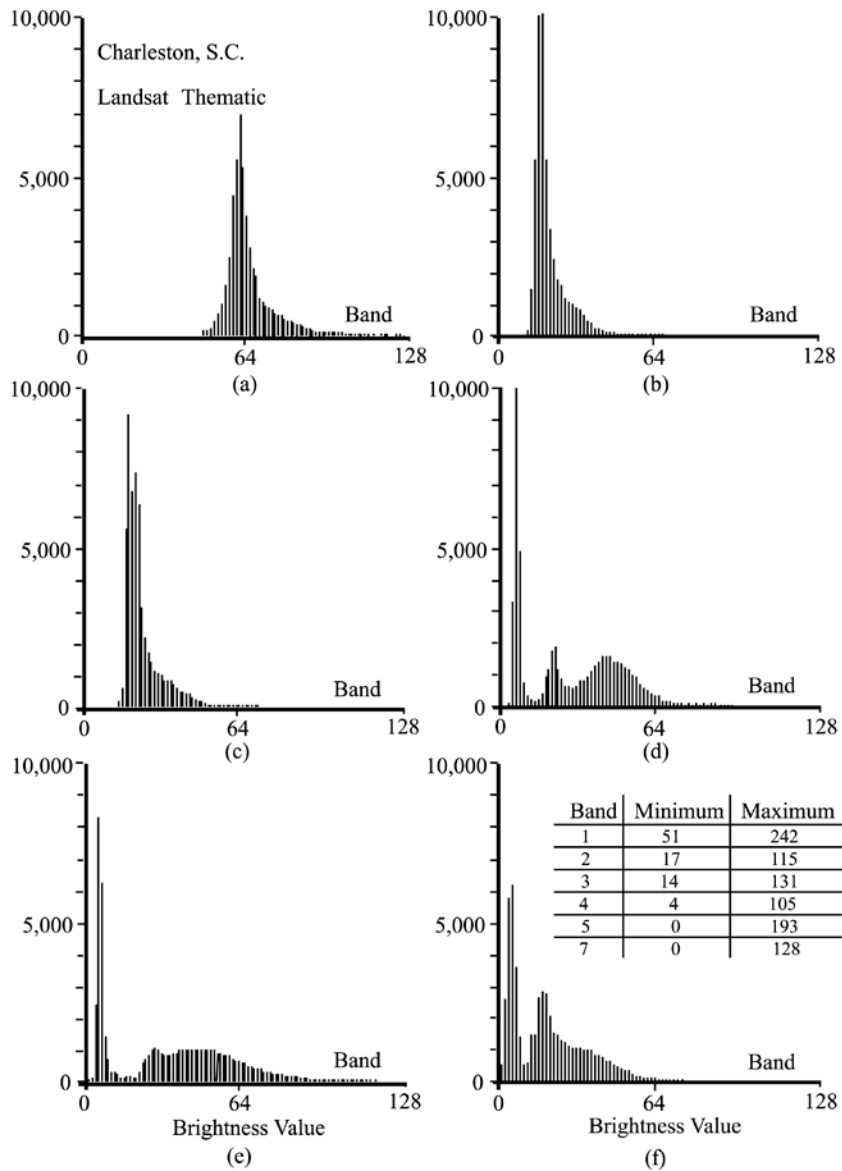 10,000
5,000
0
Charleston, S.C.
Landsat Thematic
Band
0 64 128
(a)
10,000
5,000
0
Band
0 64 128
(b)
10,000
5,000
0
Band
0 64 128
(c)
10,000
5,000
0
Band
0 64 128
(d)
10,000
5,000
0
Band
0 64 128
Brightness Value
(e)
10,000
5,000
0
Band Minimum Maximum
1 51 242
2 17 115
3 14 131
4 4 105
5 0 193
7 0 128
Band
0 64 128
Brightness Value
(f)